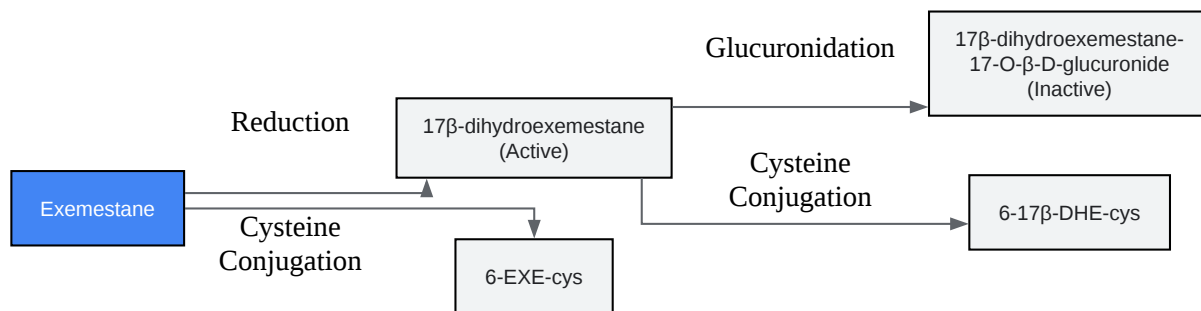 Glucuronidation
17β-dihydroexemestane-
17-O-β-D-glucuronide
(Inactive)
Reduction
17β-dihydroexemestane
(Active)
Cysteine
Conjugation
Exemestane
6-17β-DHE-cys
Cysteine
Conjugation
6-EXE-cys